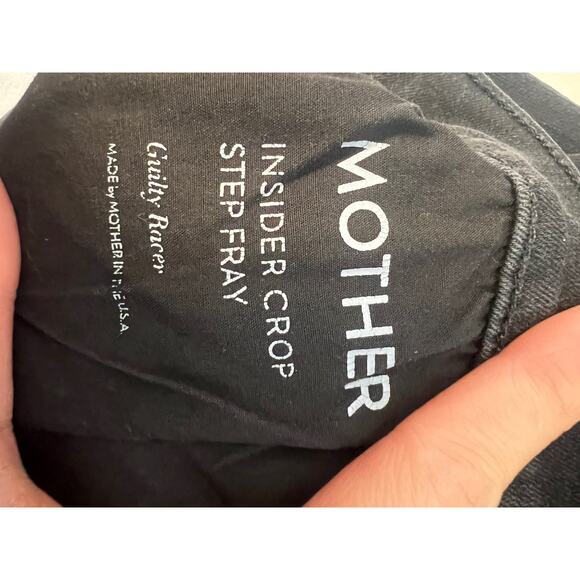 MOTHER
INSIDER CROP
STEP FRAY
Guilty Racer
MADE by MOTHER IN THE U.S.A.